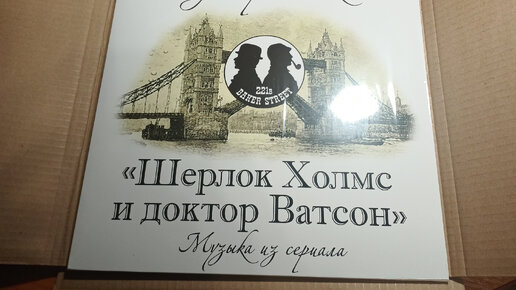 221B
BAKER STREET
«Шерлок Холмс
и доктор Ватсон»
Музыка из сериала